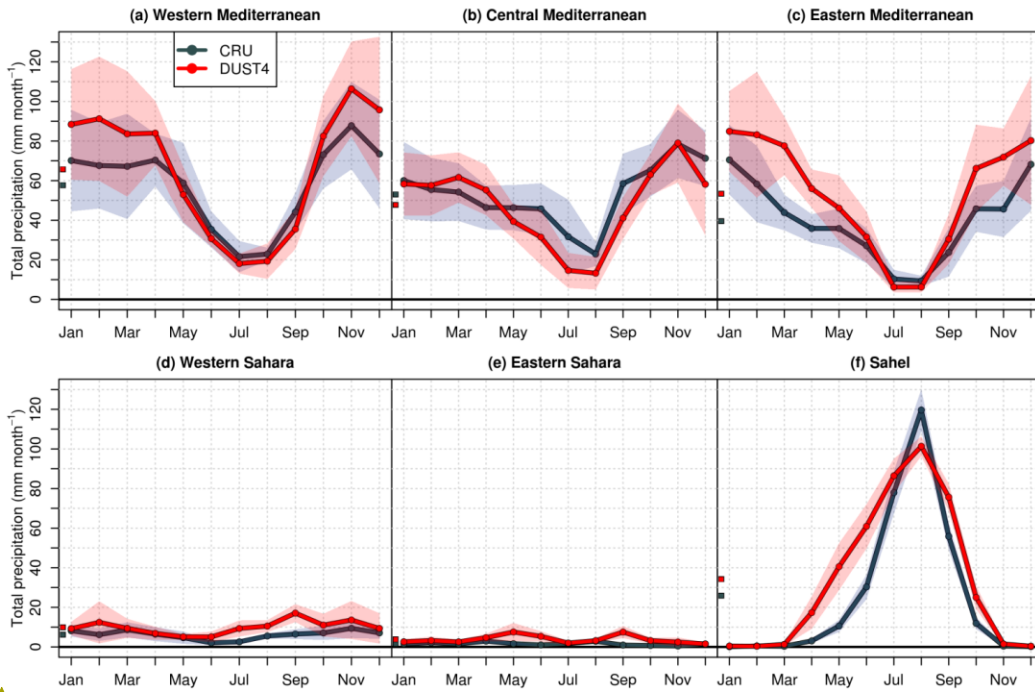 (a) Western Mediterranean (b) Central Mediterranean (c) Eastern Mediterranean
CRU
DUST4
Total precipitation (mm month⁻¹)
120
100
80
60
40
20
0
Jan Mar May Jul Sep Nov Jan Mar May Jul Sep Nov Jan Mar May Jul Sep Nov
(d) Western Sahara (e) Eastern Sahara (f) Sahel
Total precipitation (mm month⁻¹)
120
100
80
60
40
20
0
Jan Mar May Jul Sep Nov Jan Mar May Jul Sep Nov Jan Mar May Jul Sep Nov